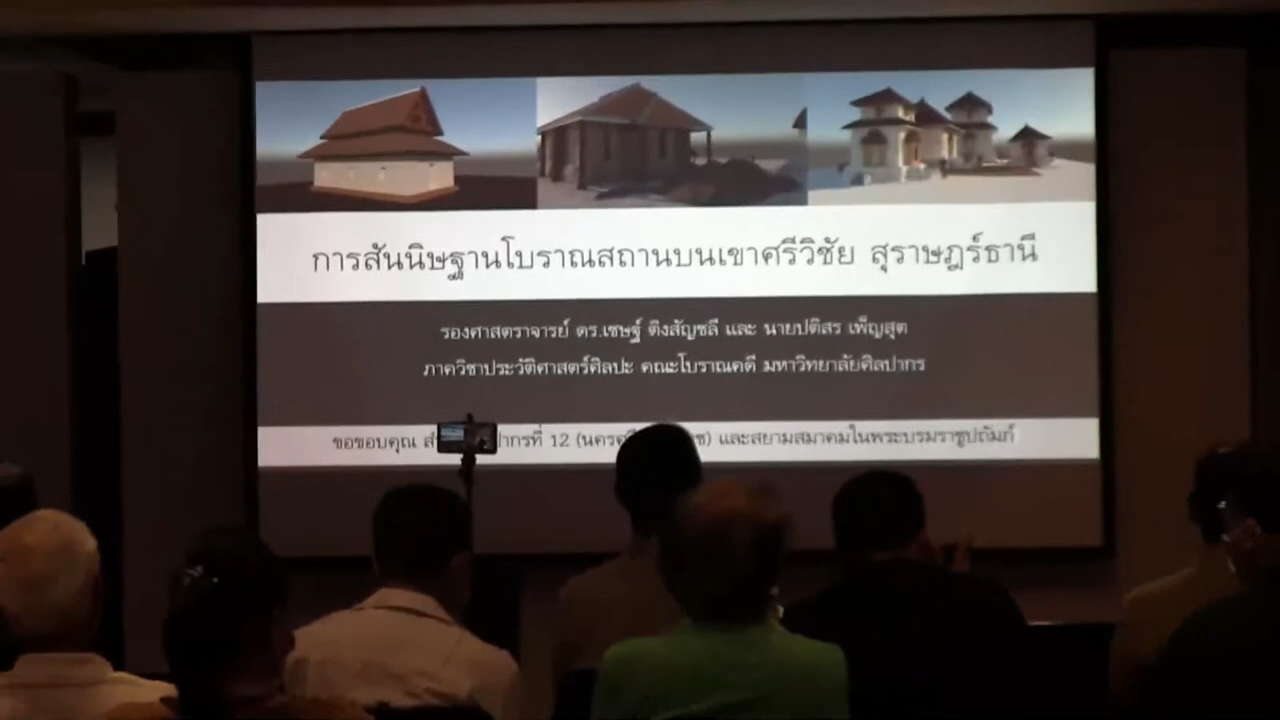 การสันนิษฐานโบราณสถานบนเขาศรีวิชัย สุราษฎร์ธานี
รองศาสตราจารย์ ดร.เชษฐ์ ติงสัญชลี และ นายปติสร เพ็ญสุต
ภาควิชาประวัติศาสตร์ศิลปะ คณะโบราณคดี มหาวิทยาลัยศิลปากร
ขอขอบคุณ ปากรที่ 12 และสยามสมาคมในพระบรมราชูปถัมภ์